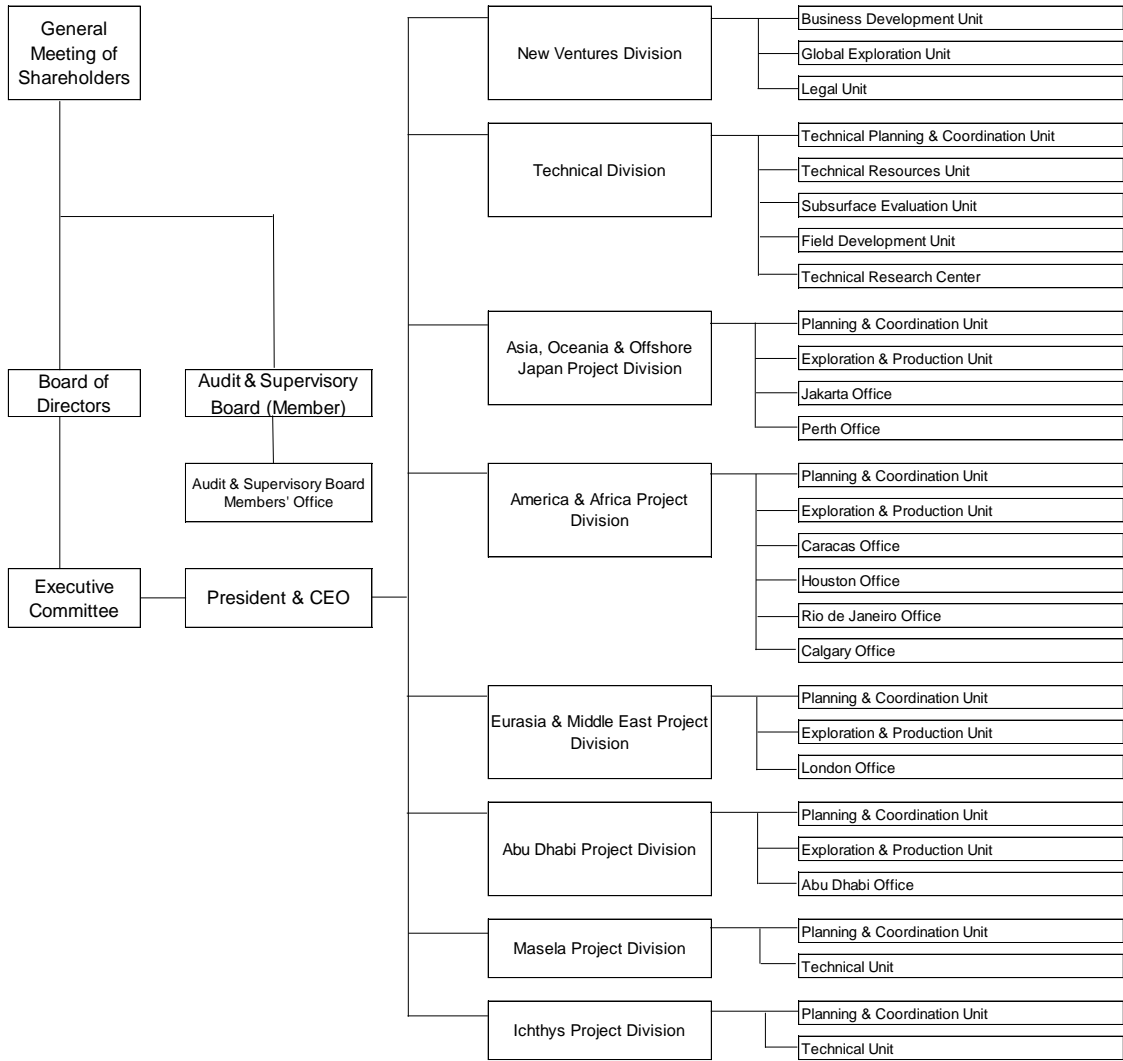 General
Meeting of
Shareholders
Board of
Directors
Audit & Supervisory
Board (Member)
Audit & Supervisory Board
Members' Office
Executive
Committee
President & CEO
New Ventures Division
Business Development Unit
Global Exploration Unit
Legal Unit
Technical Division
Technical Planning & Coordination Unit
Technical Resources Unit
Subsurface Evaluation Unit
Field Development Unit
Technical Research Center
Asia, Oceania & Offshore
Japan Project Division
Planning & Coordination Unit
Exploration & Production Unit
Jakarta Office
Perth Office
America & Africa Project
Division
Planning & Coordination Unit
Exploration & Production Unit
Caracas Office
Houston Office
Rio de Janeiro Office
Calgary Office
Eurasia & Middle East Project
Division
Planning & Coordination Unit
Exploration & Production Unit
London Office
Abu Dhabi Project Division
Planning & Coordination Unit
Exploration & Production Unit
Abu Dhabi Office
Masela Project Division
Planning & Coordination Unit
Technical Unit
Ichthys Project Division
Planning & Coordination Unit
Technical Unit